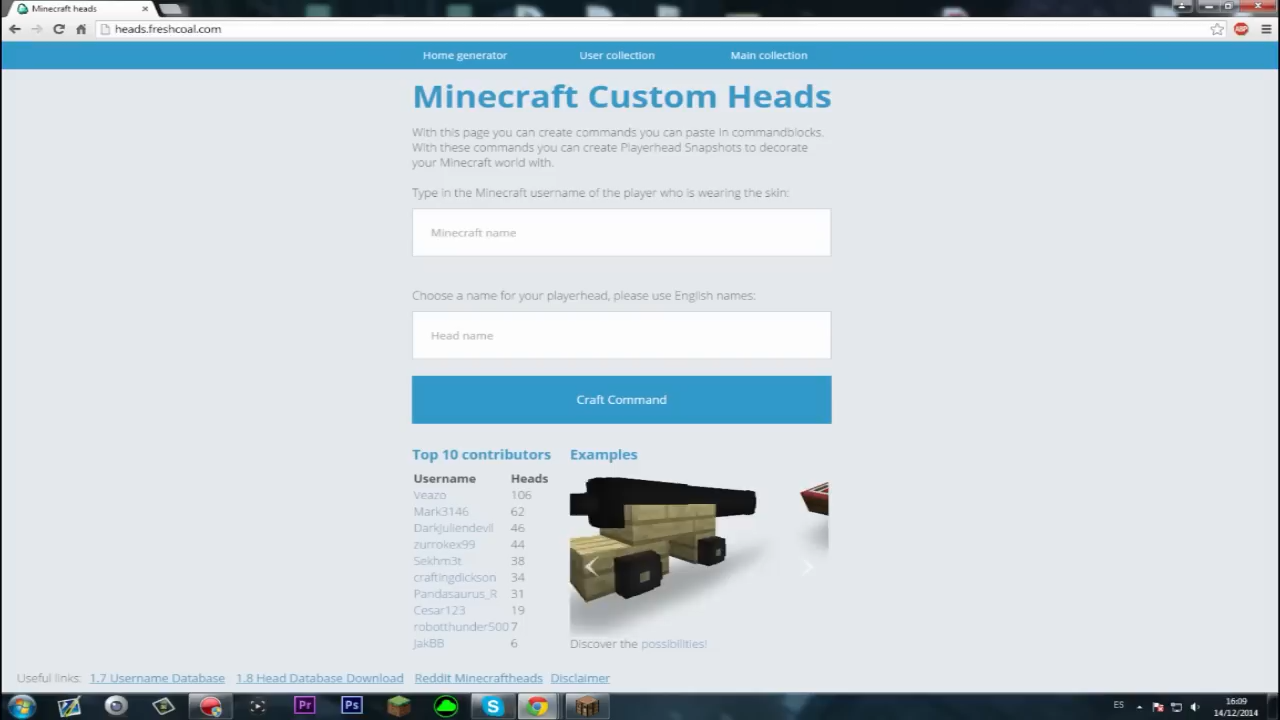 Minecraft heads
heads.freshcoal.com
ABP
Home generator User collection Main collection
Minecraft Custom Heads
With this page you can create commands you can paste in commandblocks.
With these commands you can create Playerhead Snapshots to decorate
your Minecraft world with.
Type in the Minecraft username of the player who is wearing the skin:
Minecraft name
Choose a name for your playerhead, please use English names:
Head name
Craft Command
Top 10 contributors Examples
Username Heads
Veazo 106
Mark3146 62
DarkJuliendevil 46
zurrokex99 44
Sekhm3t 38
craftingdickson 34
Pandasaurus_R 31
Cesar123 19
robotthunder500 7
JakBB 6
Discover the possibilities!
Useful links: 1.7 Username Database 1.8 Head Database Download Reddit Minecraftheads Disclaimer
Pr Ps S ES 16:09
14/12/2014